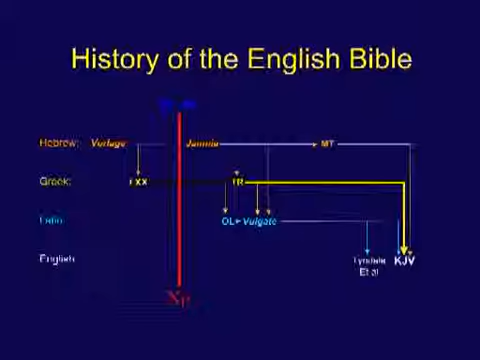 History of the English Bible
Hebrew: Vorlage Jamnia MT
Greek: LXX TR
Latin OL Vulgate
English Tyndale KJV
Et al